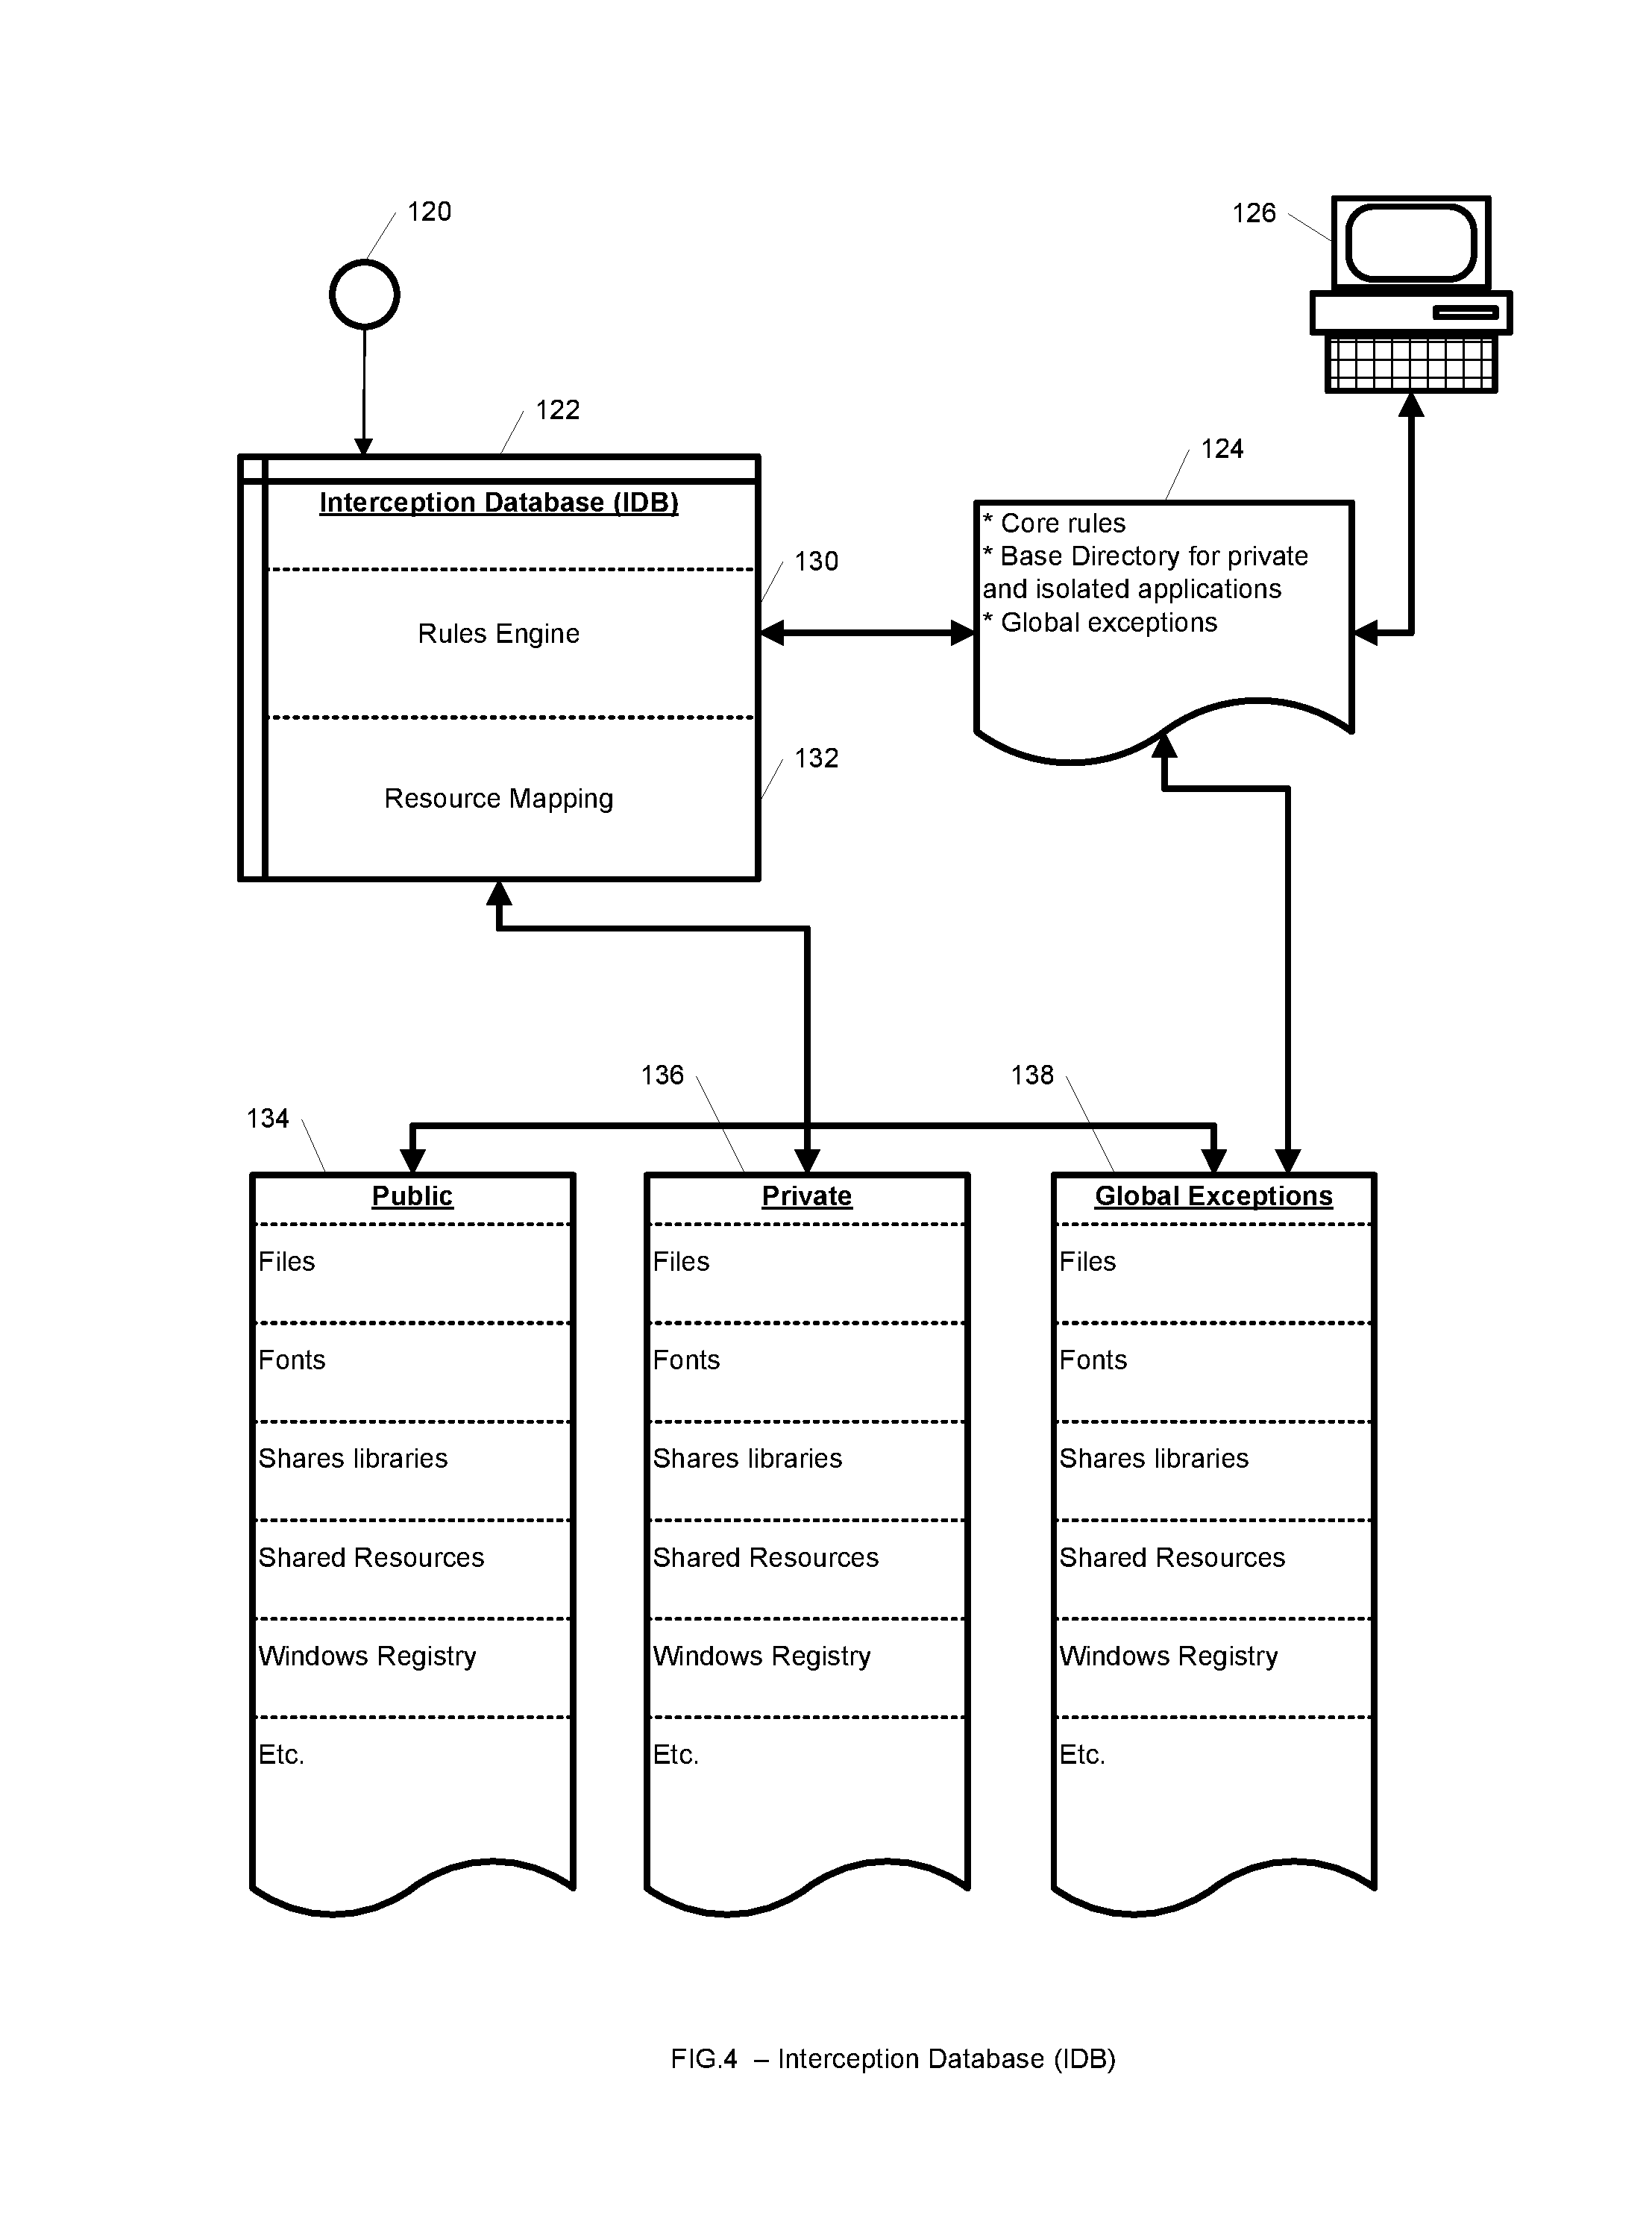 120
126
122
124
Interception Database (IDB)
* Core rules
* Base Directory for private
and isolated applications
* Global exceptions
130
Rules Engine
132
Resource Mapping
136
138
134
Public
Files
Fonts
Shares libraries
Shared Resources
Windows Registry
Etc.
Private
Files
Fonts
Shares libraries
Shared Resources
Windows Registry
Etc.
Global Exceptions
Files
Fonts
Shares libraries
Shared Resources
Windows Registry
Etc.
FIG.4 – Interception Database (IDB)